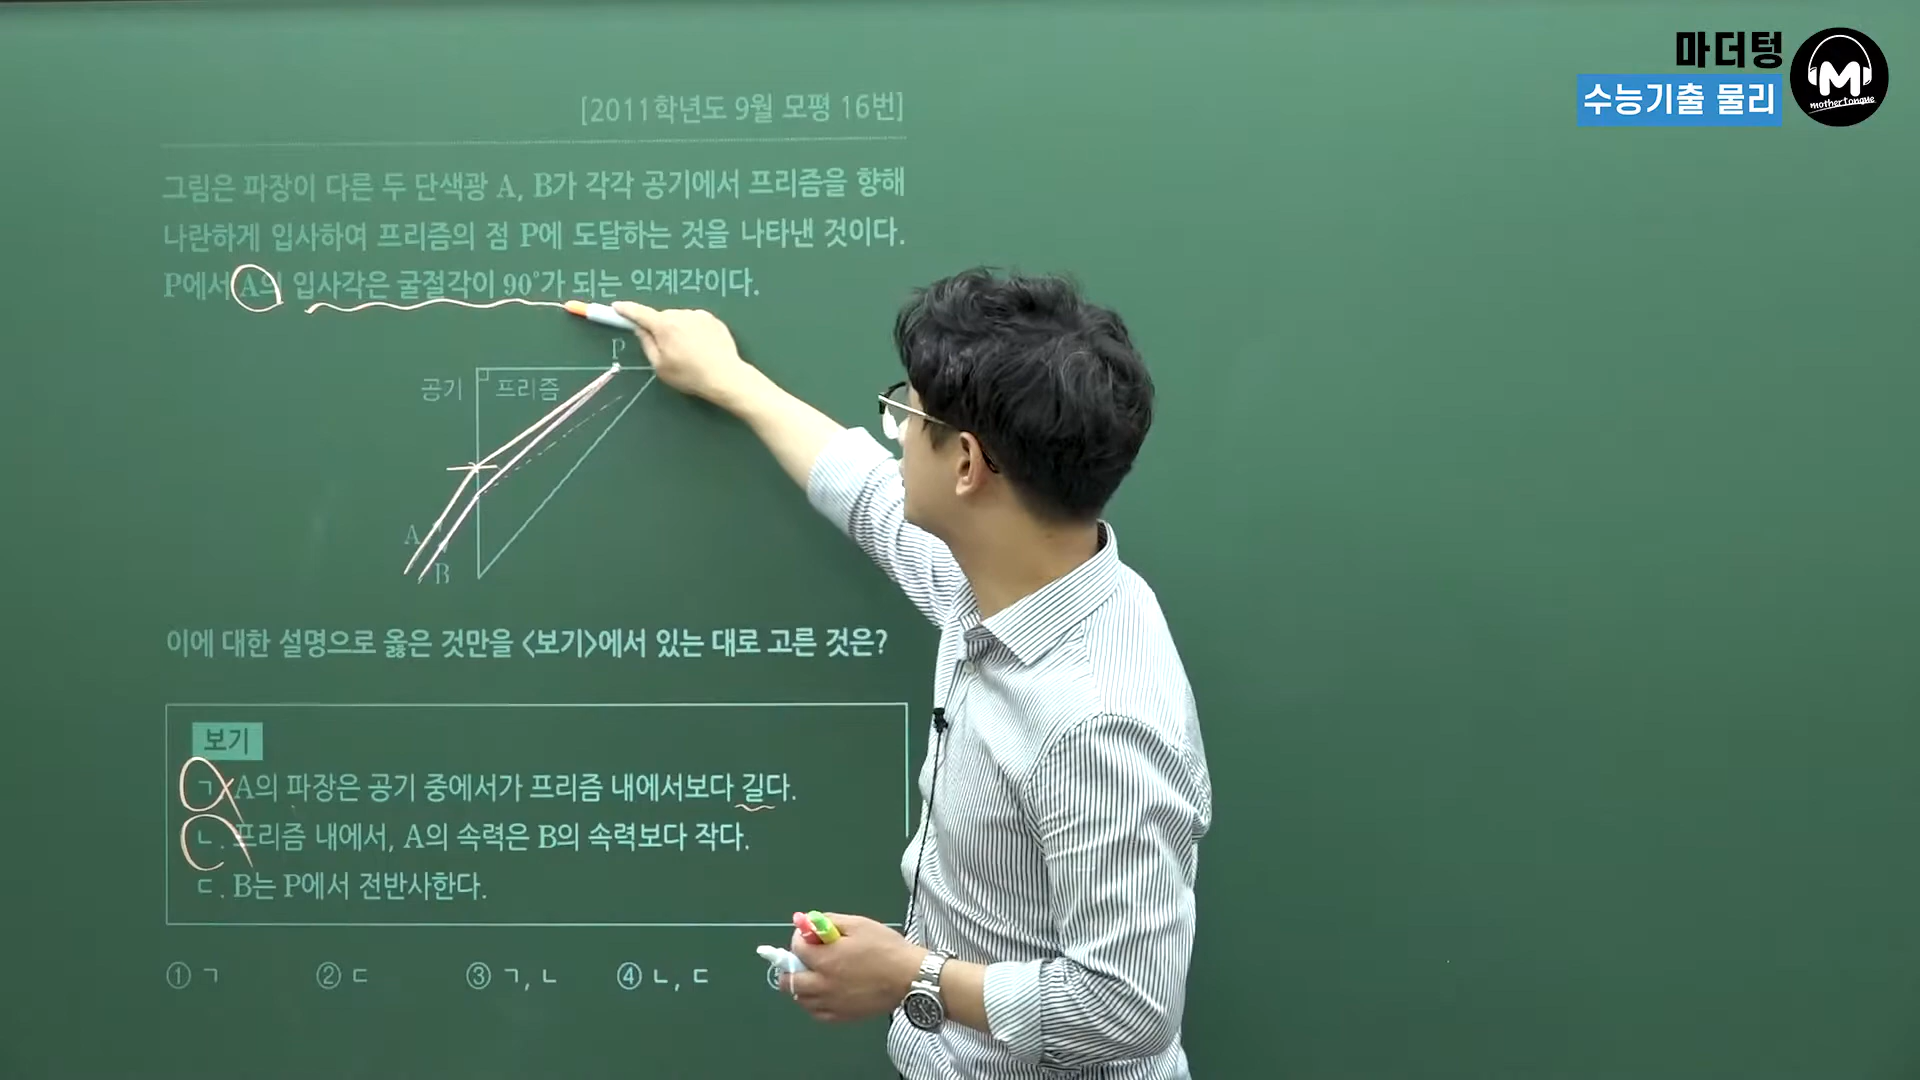 마더텅
수능기출 물리
mother tongue
[2011학년도 9월 모평 16번]
그림은 파장이 다른 두 단색광 A, B가 각각 공기에서 프리즘을 향해
나란하게 입사하여 프리즘의 점 P에 도달하는 것을 나타낸 것이다.
P에서 A의 입사각은 굴절각이 90°가 되는 임계각이다.
P
공기 프리즘
A
B
이에 대한 설명으로 옳은 것만을 <보기>에서 있는 대로 고른 것은?
보기
ㄱ. A의 파장은 공기 중에서가 프리즘 내에서보다 길다.
ㄴ. 프리즘 내에서, A의 속력은 B의 속력보다 작다.
ㄷ. B는 P에서 전반사한다.
① ㄱ ② ㄷ ③ ㄱ, ㄴ ④ ㄴ, ㄷ